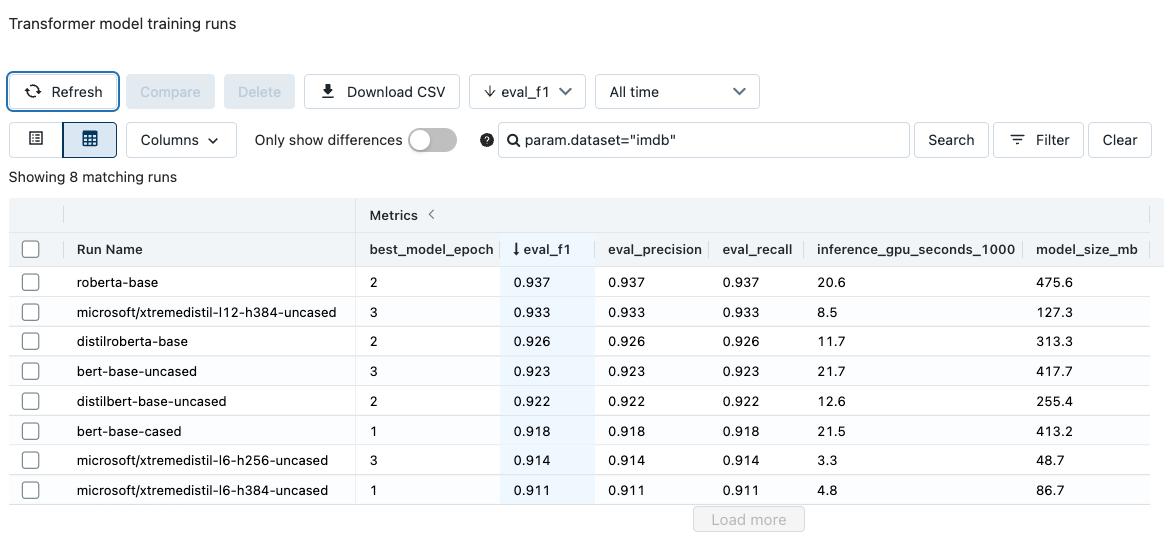 Transformer model training runs
Refresh Compare Delete Download CSV ↓ eval_f1 All time
Columns Only show differences ? param.dataset="imdb" Search Filter Clear
Showing 8 matching runs
Metrics <
Run Name best_model_epoch ↓ eval_f1 eval_precision eval_recall inference_gpu_seconds_1000 model_size_mb
roberta-base 2 0.937 0.937 0.937 20.6 475.6
microsoft/xtremedistil-l12-h384-uncased 3 0.933 0.933 0.933 8.5 127.3
distilroberta-base 2 0.926 0.926 0.926 11.7 313.3
bert-base-uncased 3 0.923 0.923 0.923 21.7 417.7
distilbert-base-uncased 2 0.922 0.922 0.922 12.6 255.4
bert-base-cased 1 0.918 0.918 0.918 21.5 413.2
microsoft/xtremedistil-l6-h256-uncased 3 0.914 0.914 0.914 3.3 48.7
microsoft/xtremedistil-l6-h384-uncased 1 0.911 0.911 0.911 4.8 86.7
Load more